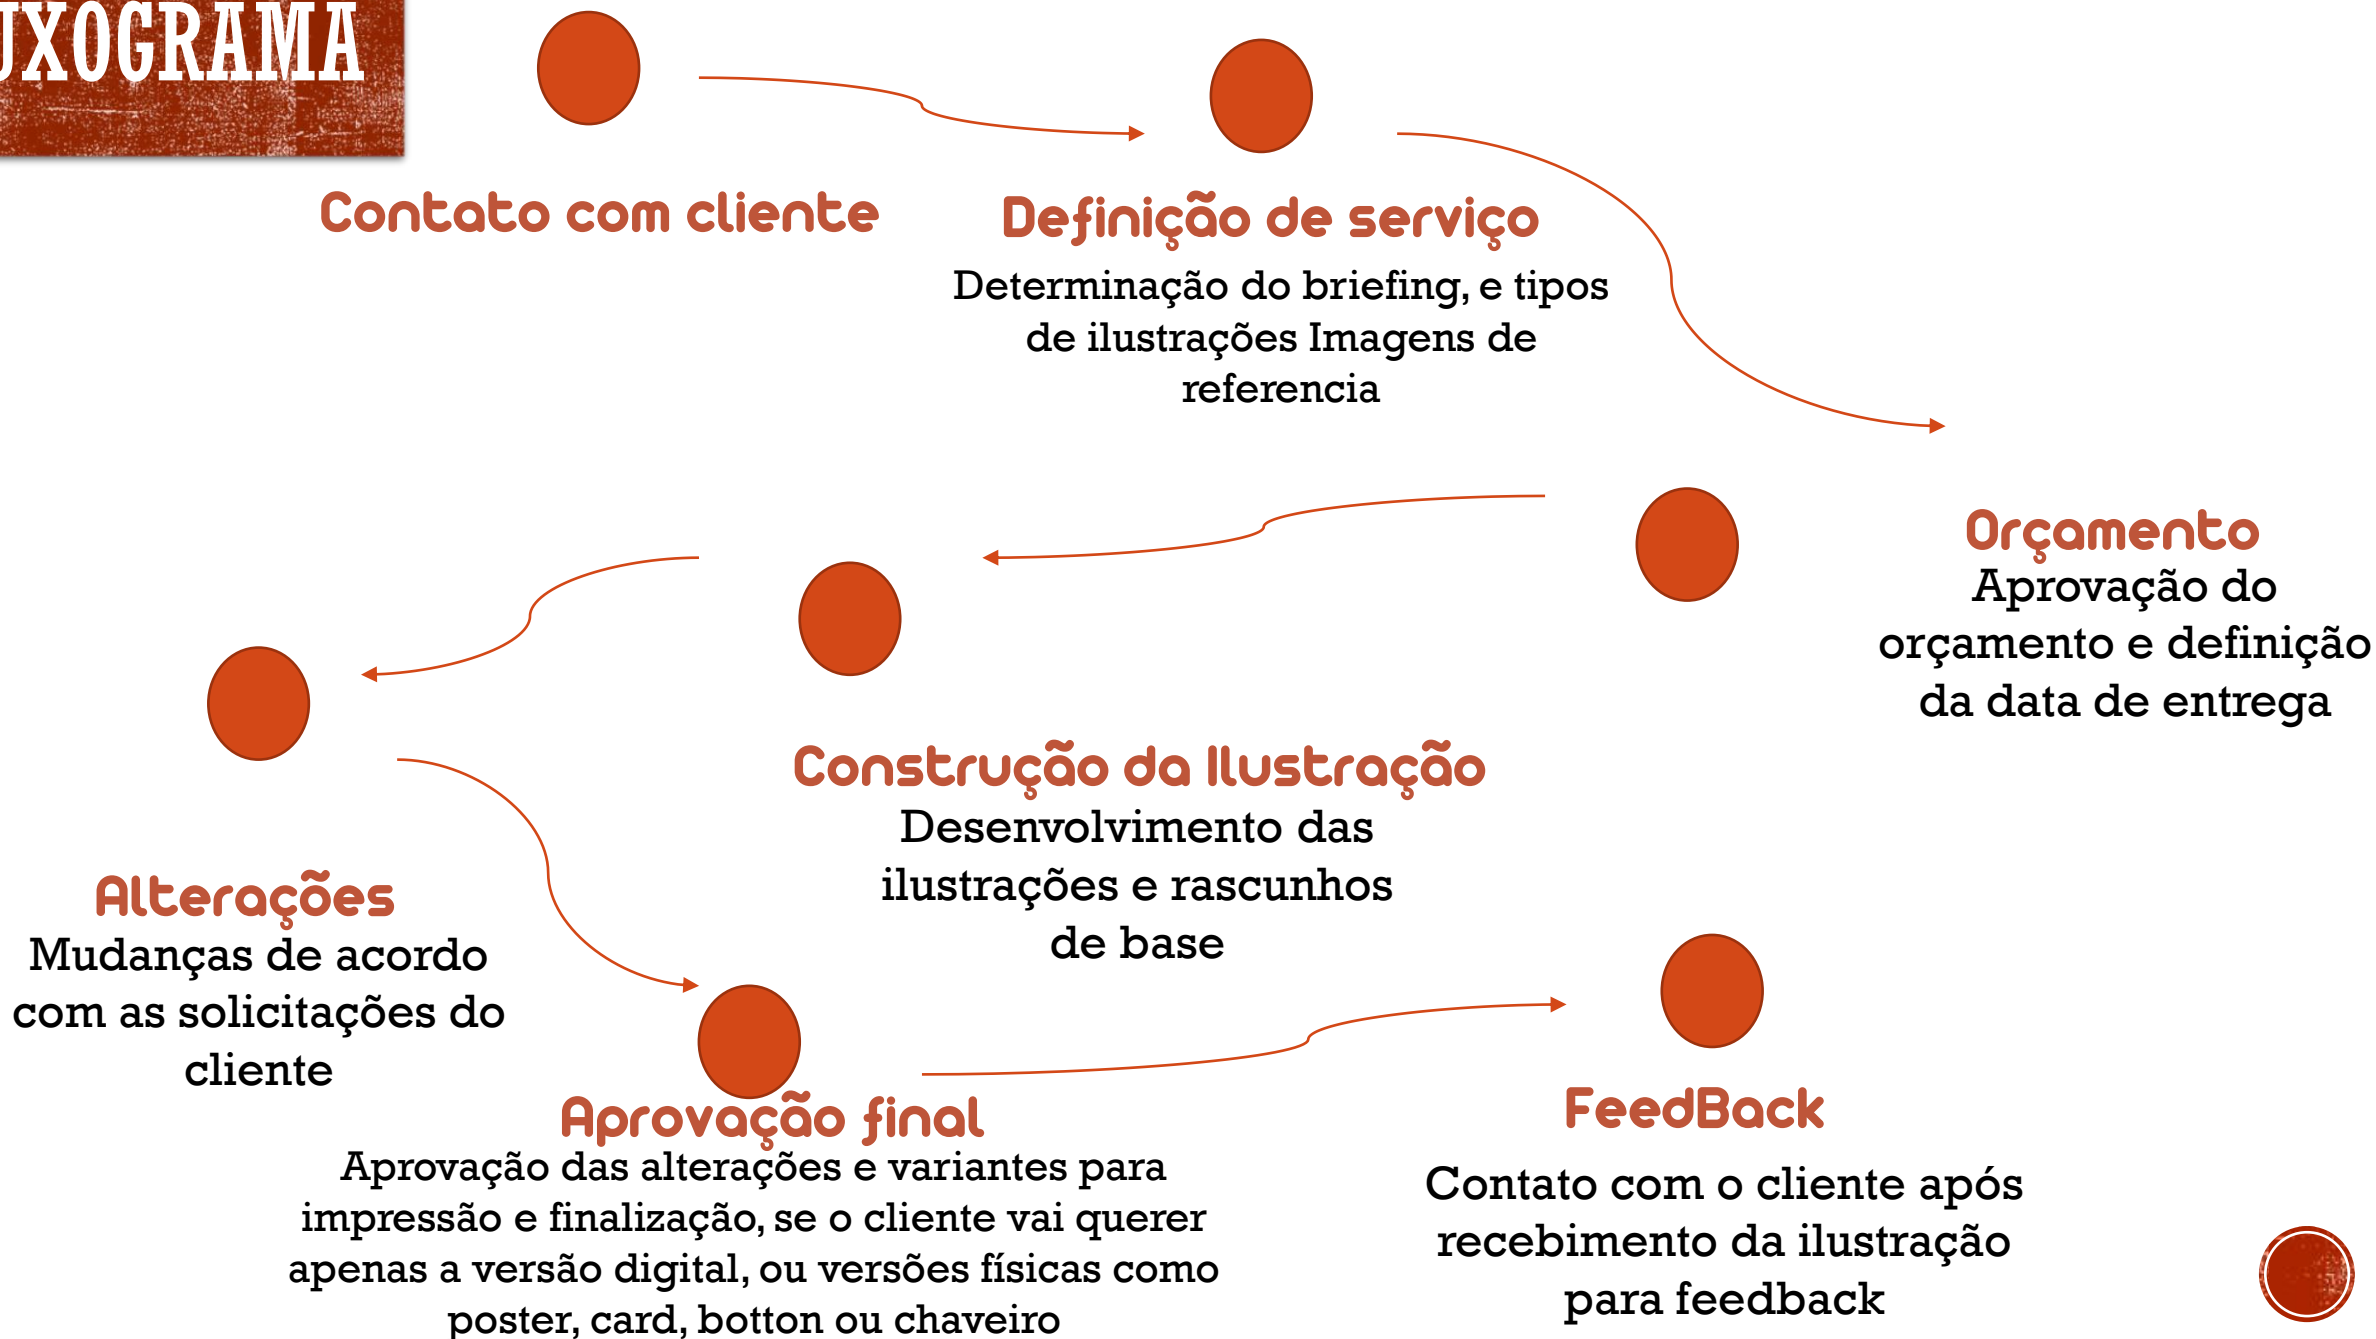 UXOGRAMA
Contato com cliente
Definição de serviço
Determinação do briefing, e tipos
de ilustrações Imagens de
referencia
Orçamento
Aprovação do
orçamento e definição
da data de entrega
Construção da Ilustração
Desenvolvimento das
ilustrações e rascunhos
de base
Alterações
Mudanças de acordo
com as solicitações do
cliente
Aprovação final
Aprovação das alterações e variantes para
impressão e finalização, se o cliente vai querer
apenas a versão digital, ou versões físicas como
poster, card, botton ou chaveiro
FeedBack
Contato com o cliente após
recebimento da ilustração
para feedback